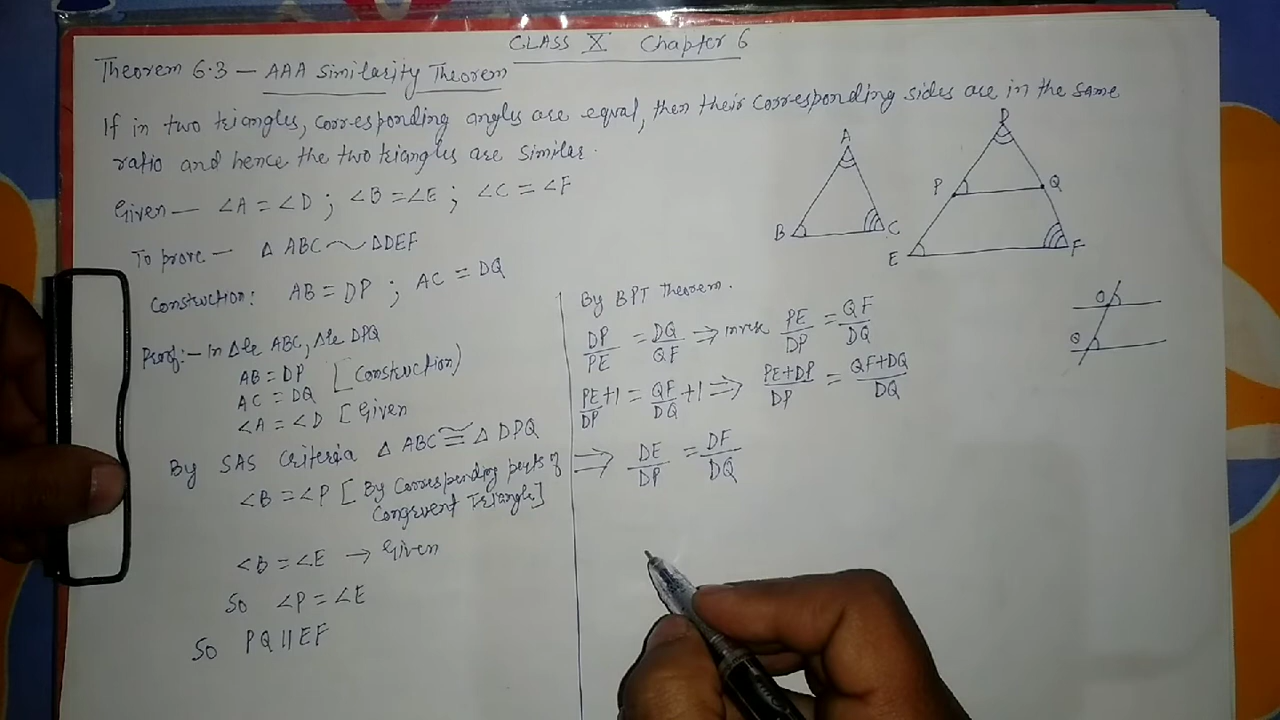 CLASS X Chapter 6
Theorem 6.3 — AAA Similarity Theorem
If in two triangles, corresponding angles are equal, then their corresponding sides are in the same
ratio and hence the two triangles are similar.
Given — ∠A = ∠D ; ∠B = ∠E ; ∠C = ∠F
To prove — Δ ABC ~ ΔDEF
Construction: AB = DP ; AC = DQ
Proof:- In Δle ABC, Δle DPQ
AB = DP [Construction)
AC = DQ
∠A = ∠D [Given
By SAS Criteria Δ ABC ≅ Δ DPQ
∠B = ∠P [By Corresponding parts of
Congruent Triangle]
∠B = ∠E → Given
So ∠P = ∠E
So PQ || EF
By BPT Theorem.
DP/PE = DQ/QF ⇒ PE/DP = QF/DQ
PE/DP + 1 = QF/DQ + 1 ⇒ PE+DP/DP = QF+DQ/DQ
⇒ DE/DP = DF/DQ
A
B
C
D
P
Q
E
F
Q